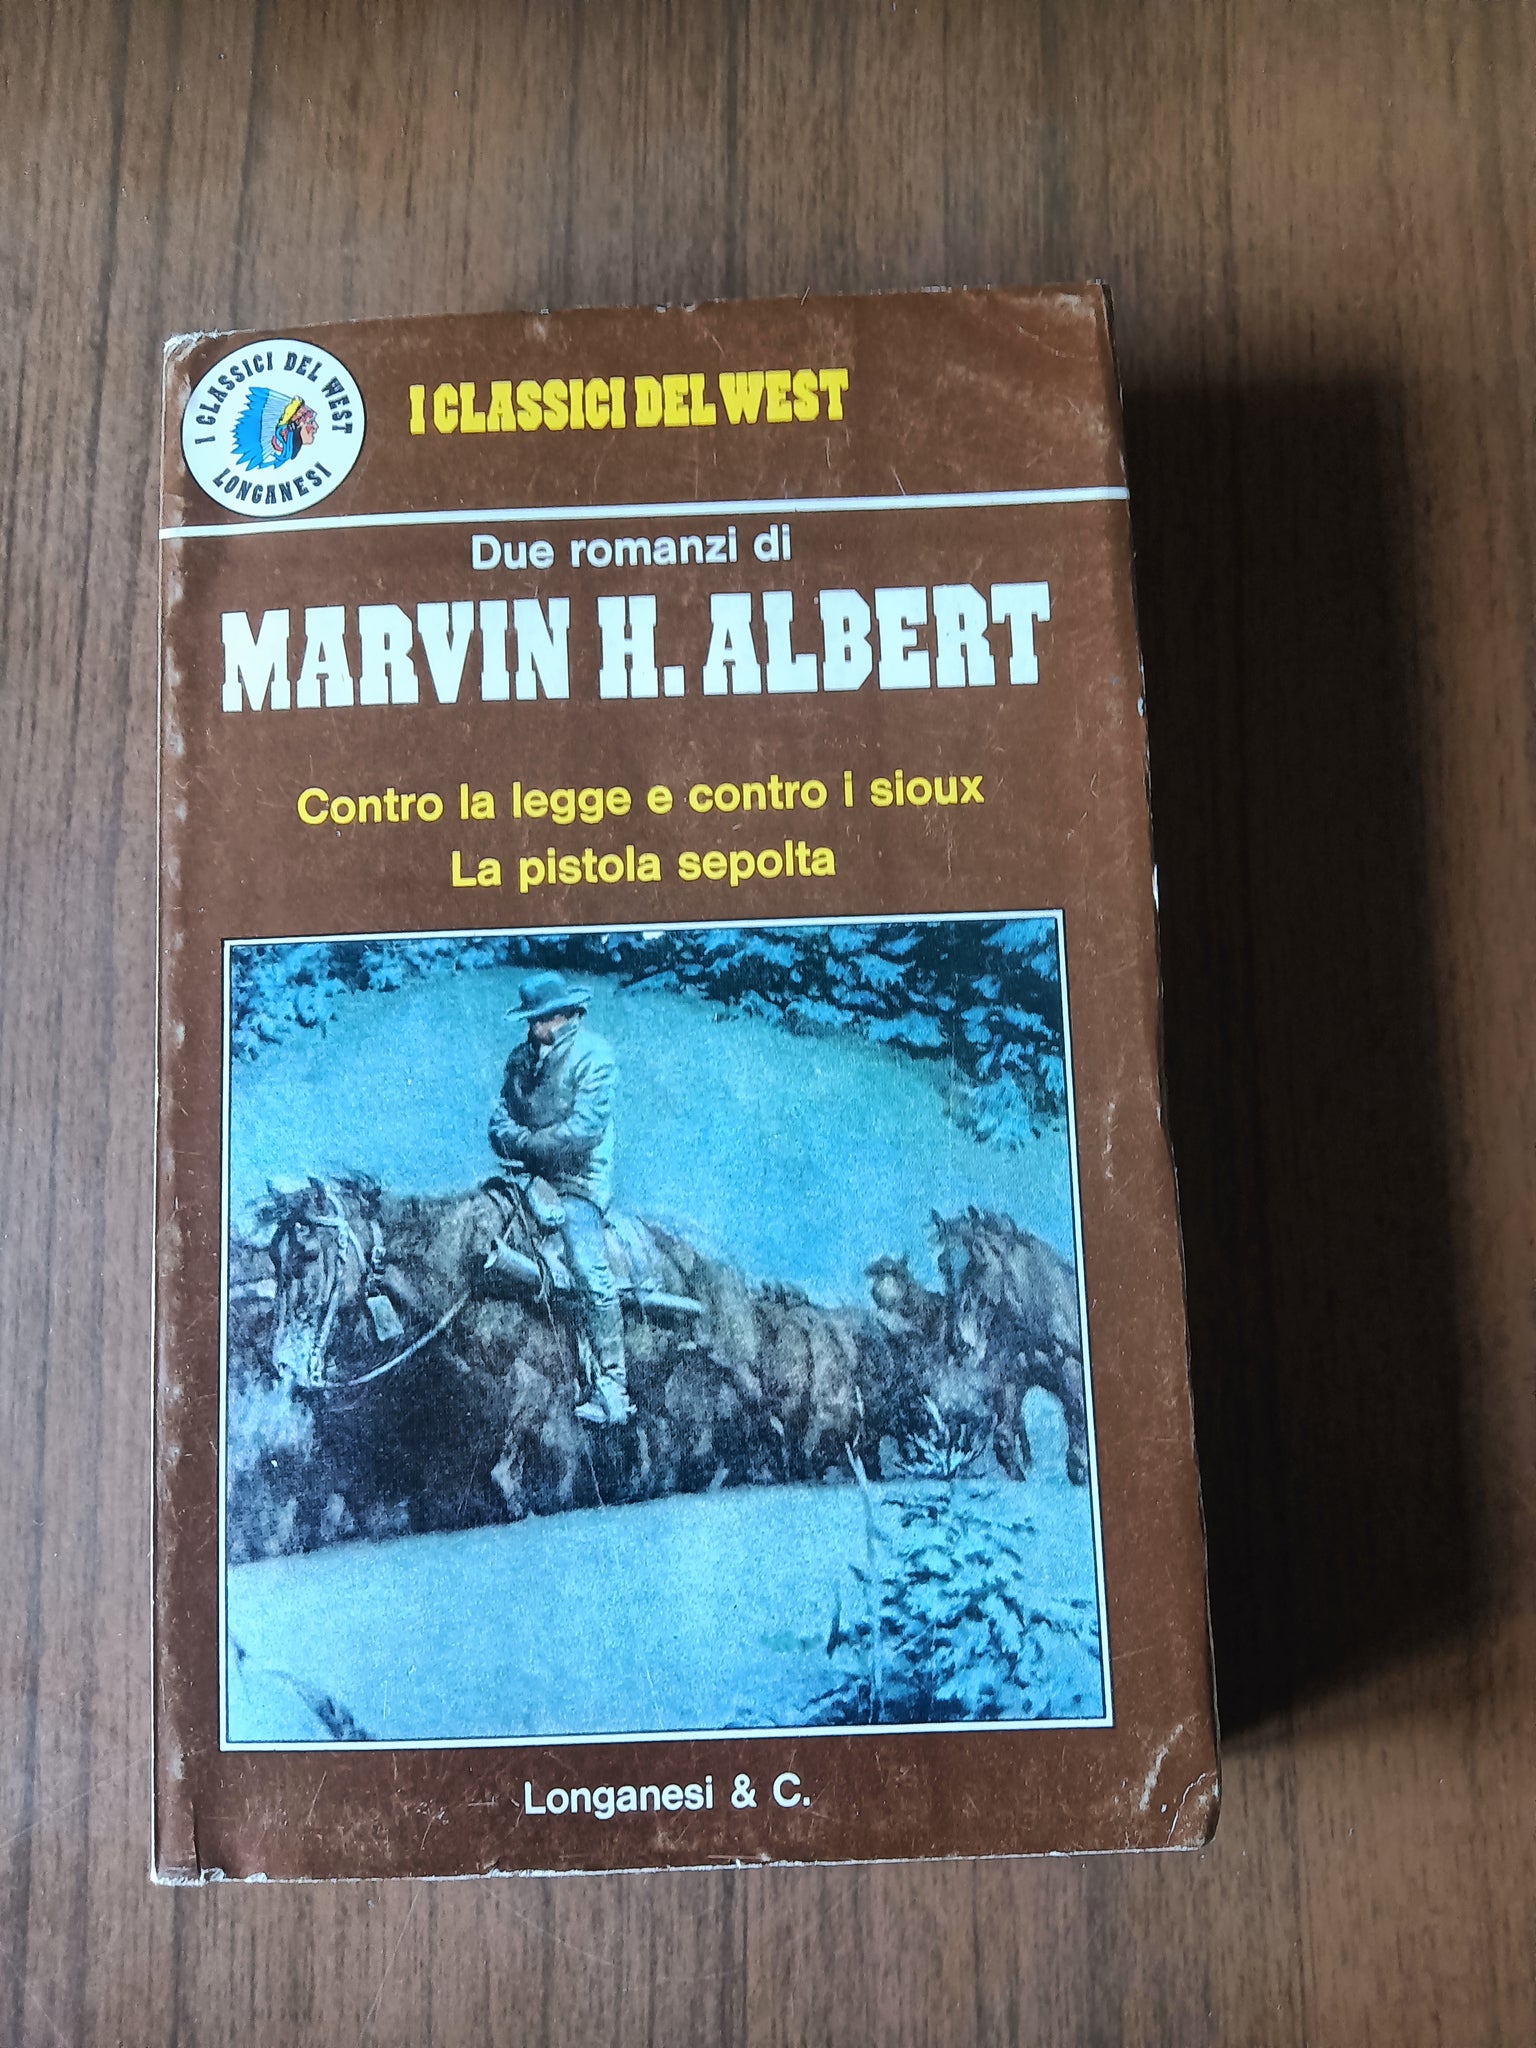 I CLASSICI DEL WEST
LONGANESI
I CLASSICI DEL WEST
Due romanzi di
MARVIN H. ALBERT
Contro la legge e contro i sioux
La pistola sepolta
Longanesi & C.